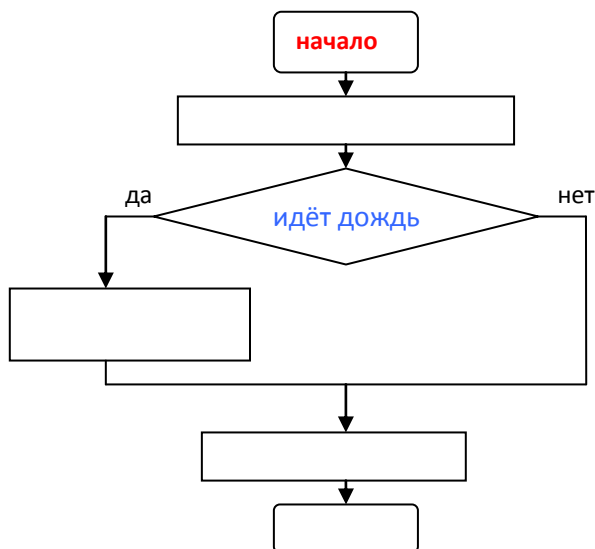 начало
да
нет
идёт дождь